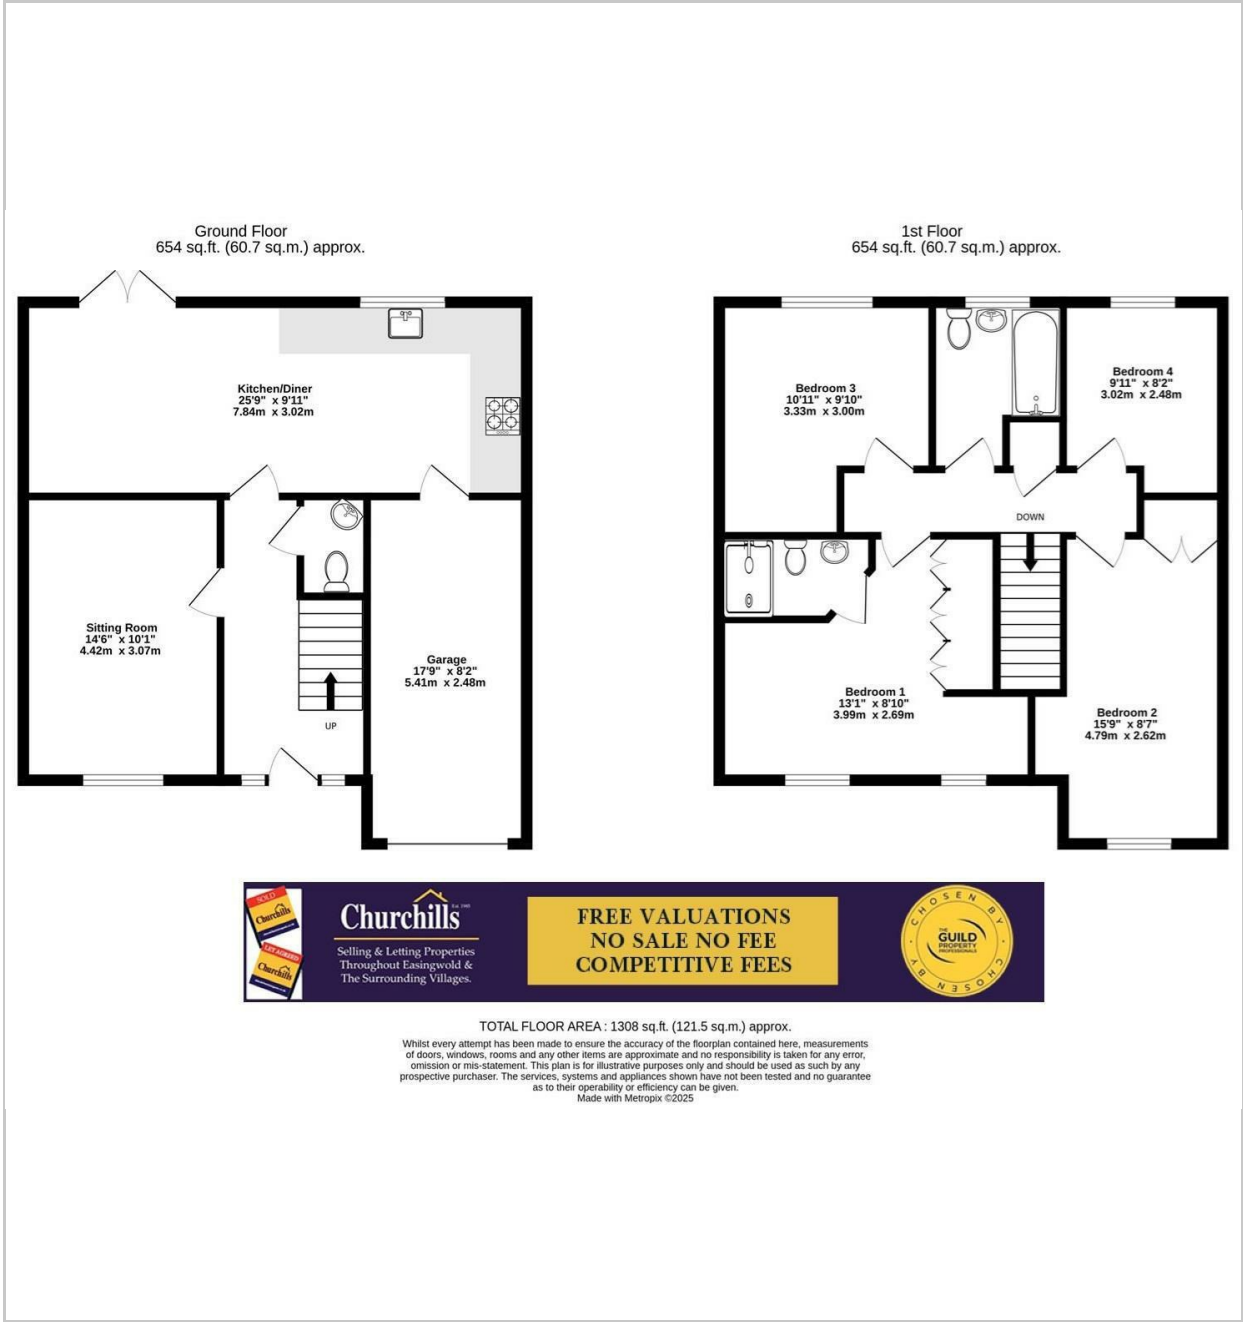 Ground Floor
654 sq.ft. (60.7 sq.m.) approx.
1st Floor
654 sq.ft. (60.7 sq.m.) approx.
Kitchen/Diner
25'9" x 9'11"
7.84m x 3.02m
Sitting Room
14'6" x 10'1"
4.42m x 3.07m
UP
Garage
17'9" x 8'2"
5.41m x 2.48m
Bedroom 3
10'11" x 9'10"
3.33m x 3.00m
Bedroom 4
9'11" x 8'2"
3.02m x 2.48m
DOWN
Bedroom 1
13'1" x 8'10"
3.99m x 2.69m
Bedroom 2
15'9" x 8'7"
4.79m x 2.62m
SOLD
Churchills
LET AGREED
Churchills
Churchills
Selling & Letting Properties
Throughout Easingwold &
The Surrounding Villages.
FREE VALUATIONS
NO SALE NO FEE
COMPETITIVE FEES
CHOSEN BY · CHOSEN BY ·
THE
GUILD
PROPERTY
PROFESSIONALS
TOTAL FLOOR AREA : 1308 sq.ft. (121.5 sq.m.) approx.
Whilst every attempt has been made to ensure the accuracy of the floorplan contained here, measurements
of doors, windows, rooms and any other items are approximate and no responsibility is taken for any error,
omission or mis-statement. This plan is for illustrative purposes only and should be used as such by any
prospective purchaser. The services, systems and appliances shown have not been tested and no guarantee
as to their operability or efficiency can be given.
Made with Metropix ©2025